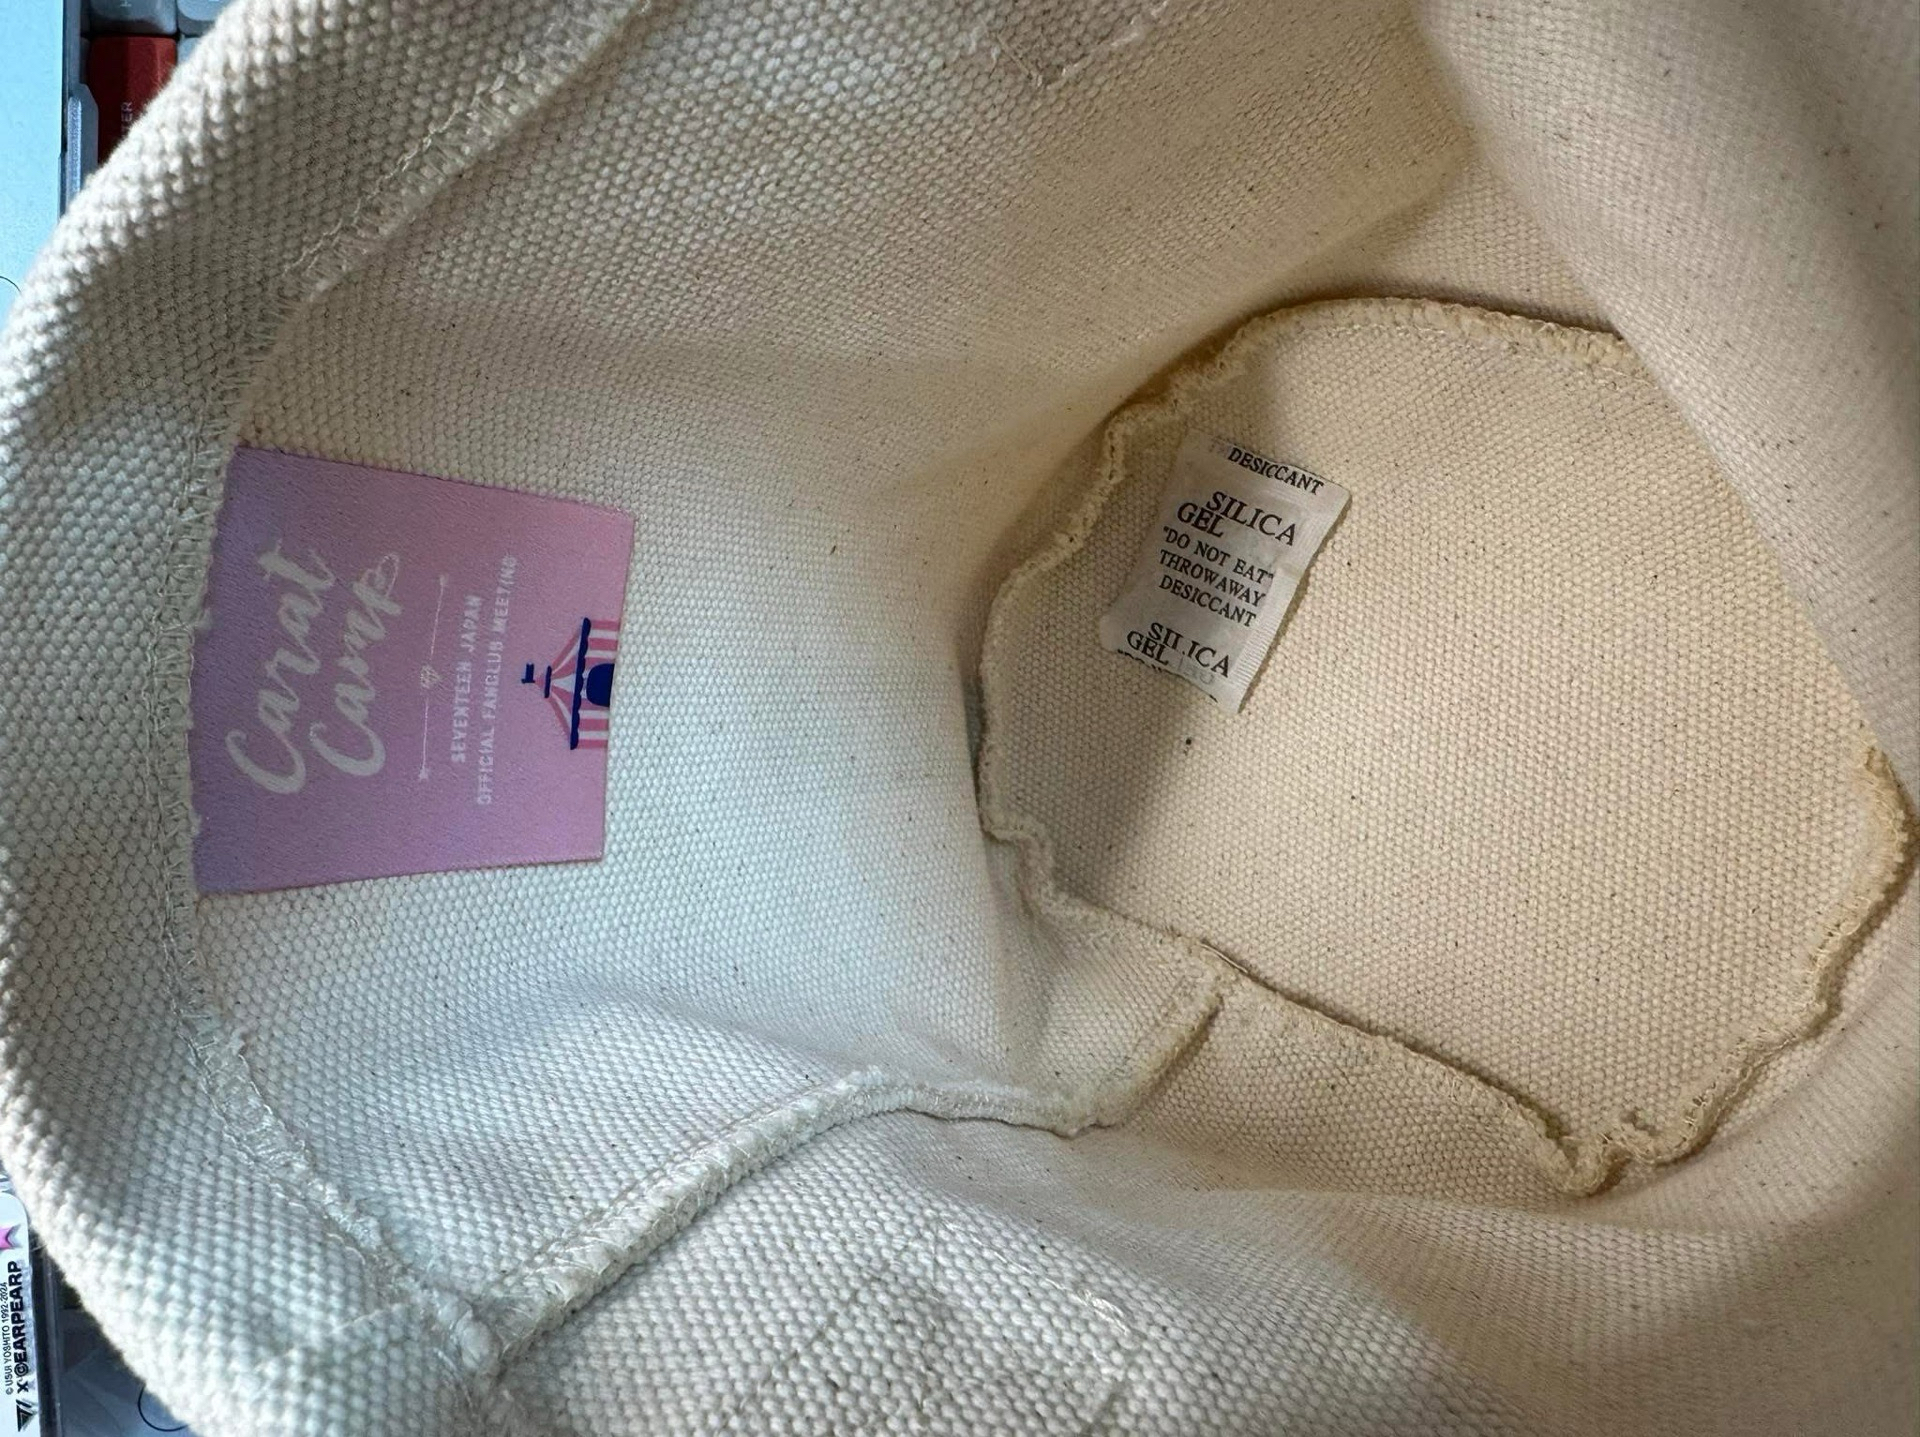 Carat
Camp
SEVENTEEN JAPAN
OFFICIAL FANCLUB MEETING
DESICCANT
SILICA
GEL
"DO NOT EAT"
THROWAWAY
DESICCANT
SILICA
GEL
© USUI YOSHITO 1992-2024
X EARPEARP